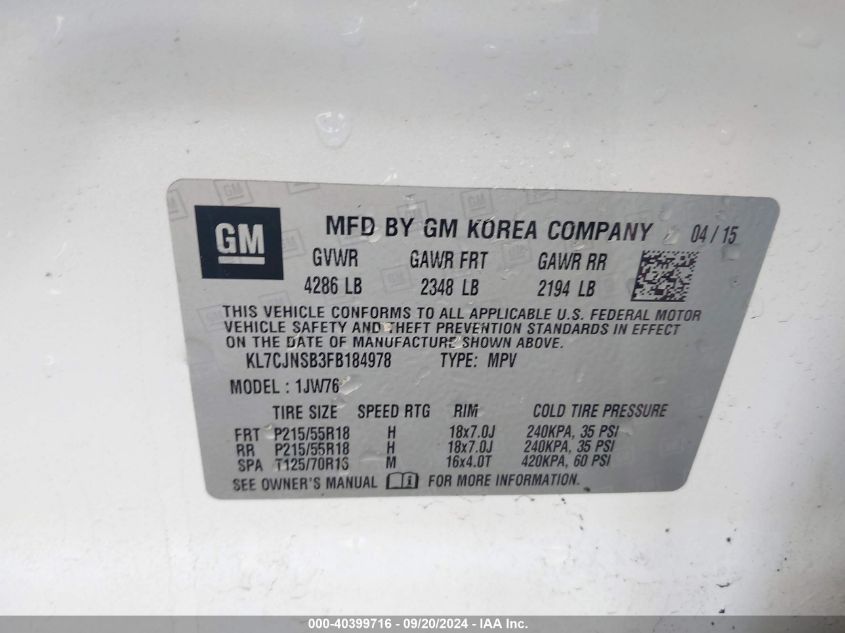 GM MFD BY GM KOREA COMPANY 04 / 15
GVWR GAWR FRT GAWR RR
4286 LB 2348 LB 2194 LB
THIS VEHICLE CONFORMS TO ALL APPLICABLE U.S. FEDERAL MOTOR
VEHICLE SAFETY AND THEFT PREVENTION STANDARDS IN EFFECT
ON THE DATE OF MANUFACTURE SHOWN ABOVE.
KL7CJNSB3FB184978 TYPE: MPV
MODEL : 1JW76
TIRE SIZE SPEED RTG RIM COLD TIRE PRESSURE
FRT P215/55R18 H 18x7.0J 240KPA, 35 PSI
RR P215/55R18 H 18x7.0J 240KPA, 35 PSI
SPA T125/70R16 M 16x4.0T 420KPA, 60 PSI
SEE OWNER'S MANUAL FOR MORE INFORMATION.
000-40399716 - 09/20/2024 - IAA Inc.